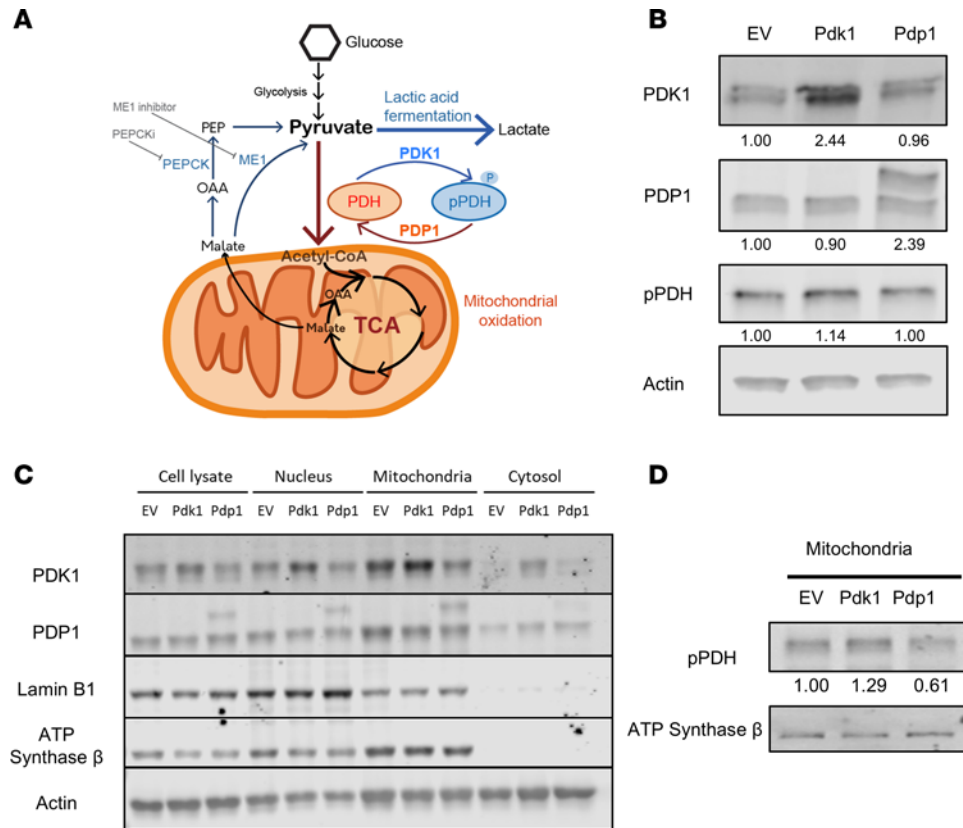 A
Glucose
Glycolysis
ME1 inhibitor
PEPCKi
PEP
Pyruvate
Lactic acid
fermentation
Lactate
PEPCK
ME1
OAA
PDK1
P
PDH
pPDH
PDP1
Malate
Acetyl-CoA
OAA
Malate
TCA
Mitochondrial
oxidation
B
EV Pdk1 Pdp1
PDK1
1.00 2.44 0.96
PDP1
1.00 0.90 2.39
pPDH
1.00 1.14 1.00
Actin
C
Cell lysate Nucleus Mitochondria Cytosol
EV Pdk1 Pdp1 EV Pdk1 Pdp1 EV Pdk1 Pdp1 EV Pdk1 Pdp1
PDK1
PDP1
Lamin B1
ATP
Synthase β
Actin
D
Mitochondria
EV Pdk1 Pdp1
pPDH
1.00 1.29 0.61
ATP Synthase β